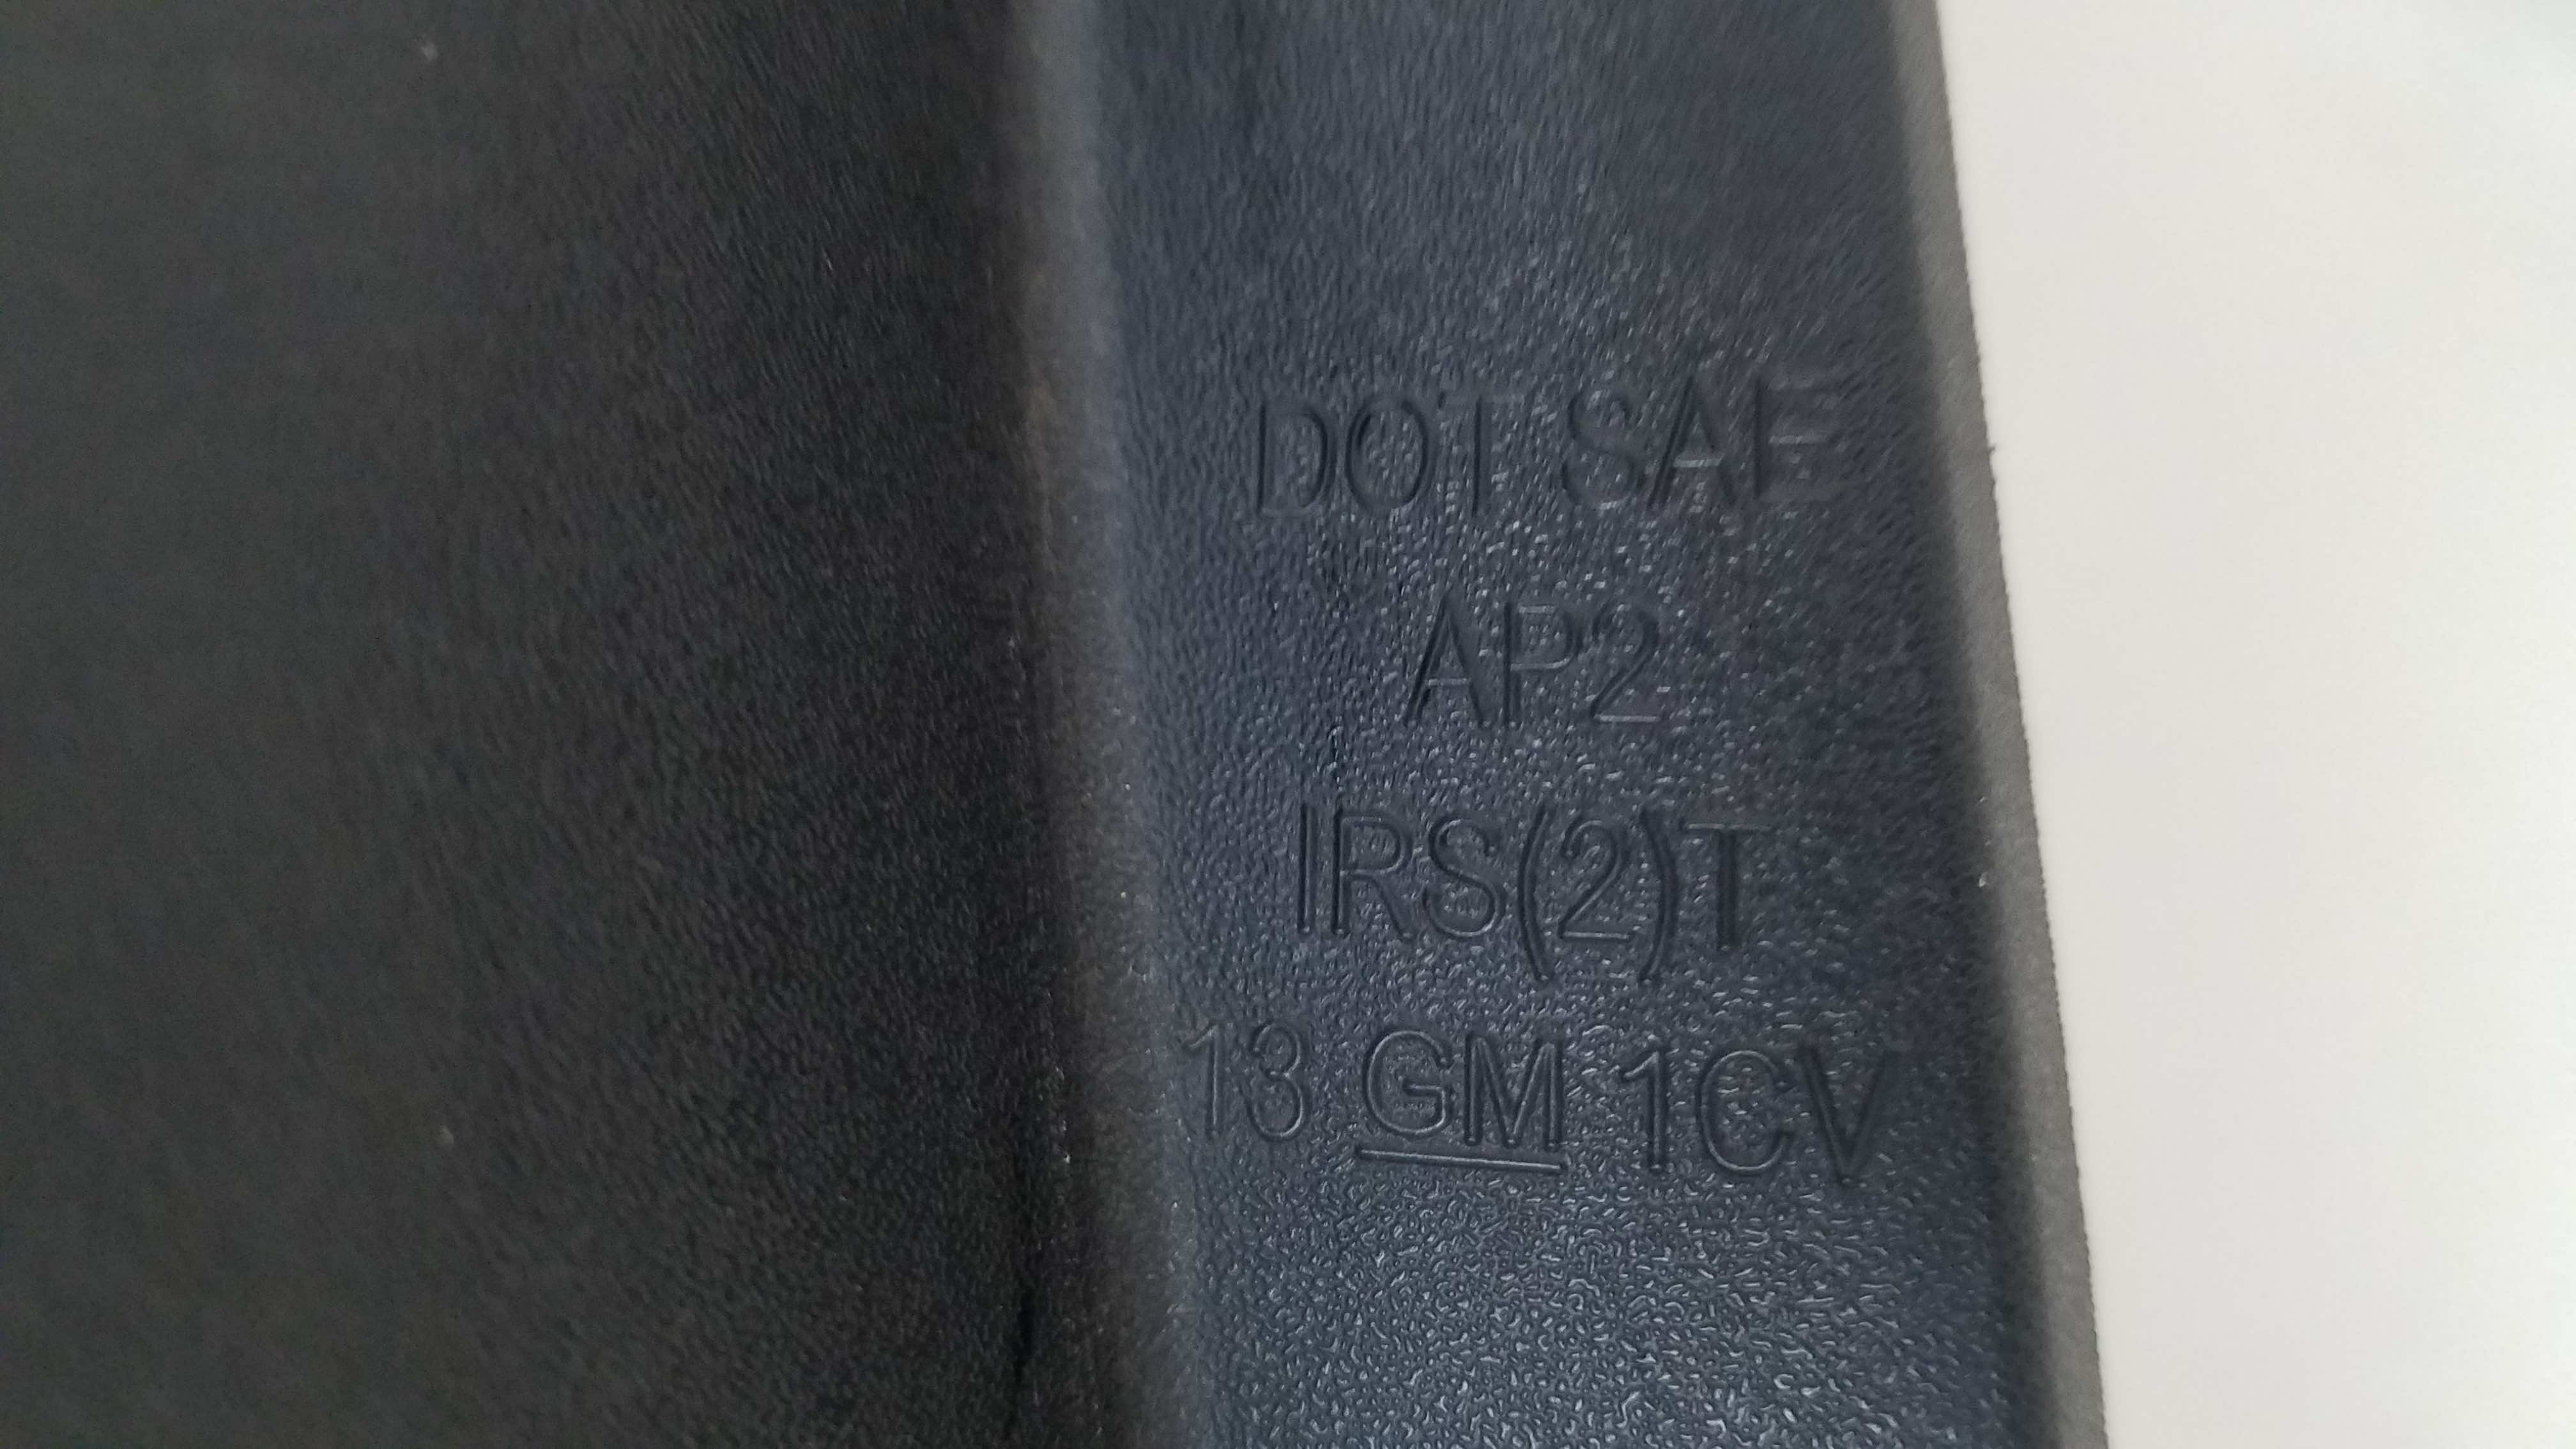 DOT SAE
AP2
IRS(2)T
13 GM 1CV